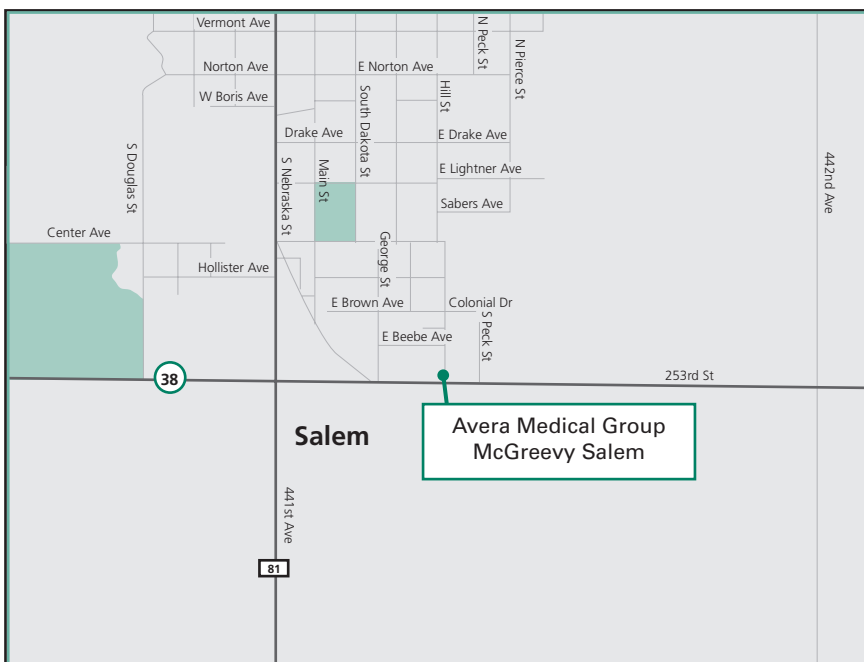 Vermont Ave
N Peck St
N Pierce St
Norton Ave
E Norton Ave
W Boris Ave
South Dakota St
Hill St
Drake Ave
E Drake Ave
S Douglas St
S Nebraska St
Main St
E Lightner Ave
442nd Ave
Sabers Ave
Center Ave
George St
Hollister Ave
E Brown Ave
Colonial Dr
S Peck St
E Beebe Ave
38
253rd St
Salem
Avera Medical Group
McGreevy Salem
441st Ave
81